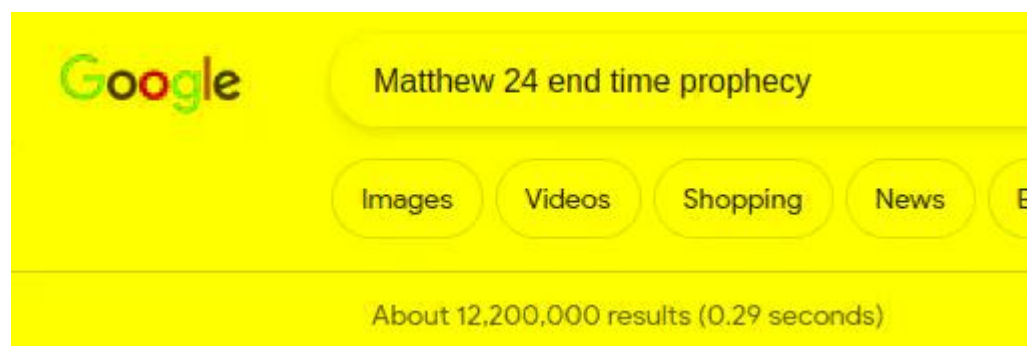 Google Matthew 24 end time prophecy
Images Videos Shopping News
About 12,200,000 results (0.29 seconds)